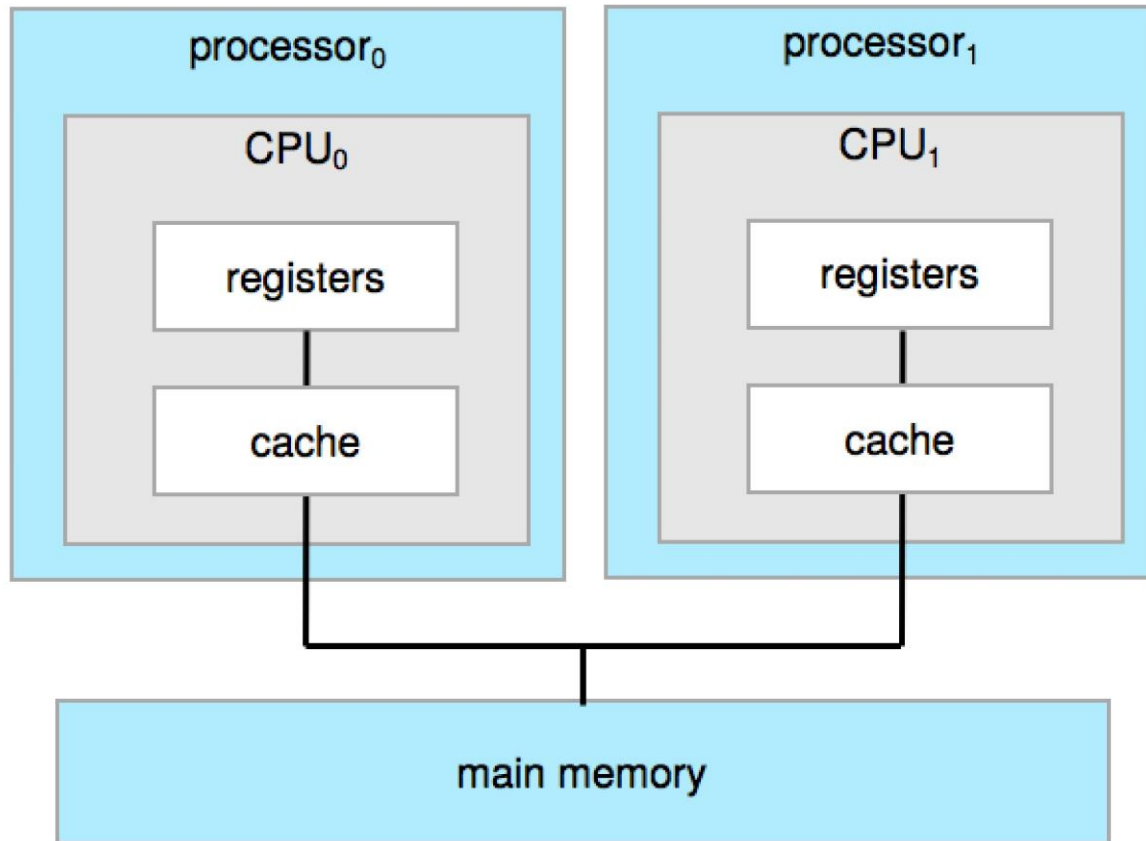 processor₀
CPU₀
registers
cache
processor₁
CPU₁
registers
cache
main memory